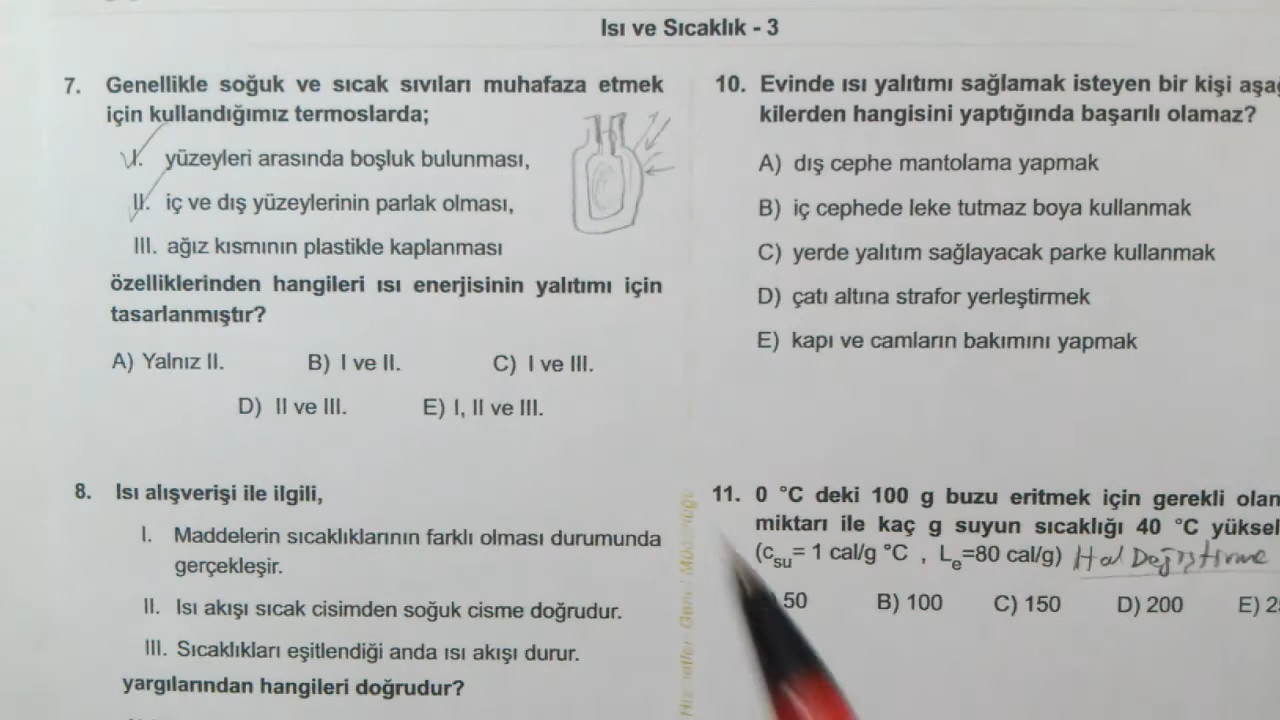 Isı ve Sıcaklık - 3
7. Genellikle soğuk ve sıcak sıvıları muhafaza etmek
için kullandığımız termoslarda;
I. yüzeyleri arasında boşluk bulunması,
II. iç ve dış yüzeylerinin parlak olması,
III. ağız kısmının plastikle kaplanması
özelliklerinden hangileri ısı enerjisinin yalıtımı için
tasarlanmıştır?
A) Yalnız II. B) I ve II. C) I ve III.
D) II ve III. E) I, II ve III.
8. Isı alışverişi ile ilgili,
I. Maddelerin sıcaklıklarının farklı olması durumunda
gerçekleşir.
II. Isı akışı sıcak cisimden soğuk cisme doğrudur.
III. Sıcaklıkları eşitlendiği anda ısı akışı durur.
yargılarından hangileri doğrudur?
10. Evinde ısı yalıtımı sağlamak isteyen bir kişi aşağ
kilerden hangisini yaptığında başarılı olamaz?
A) dış cephe mantolama yapmak
B) iç cephede leke tutmaz boya kullanmak
C) yerde yalıtım sağlayacak parke kullanmak
D) çatı altına strafor yerleştirmek
E) kapı ve camların bakımını yapmak
11. 0 °C deki 100 g buzu eritmek için gerekli olan
miktarı ile kaç g suyun sıcaklığı 40 °C yüksel
(csu= 1 cal/g °C , Le=80 cal/g) Hal Değiştirme
50 B) 100 C) 150 D) 200 E) 2